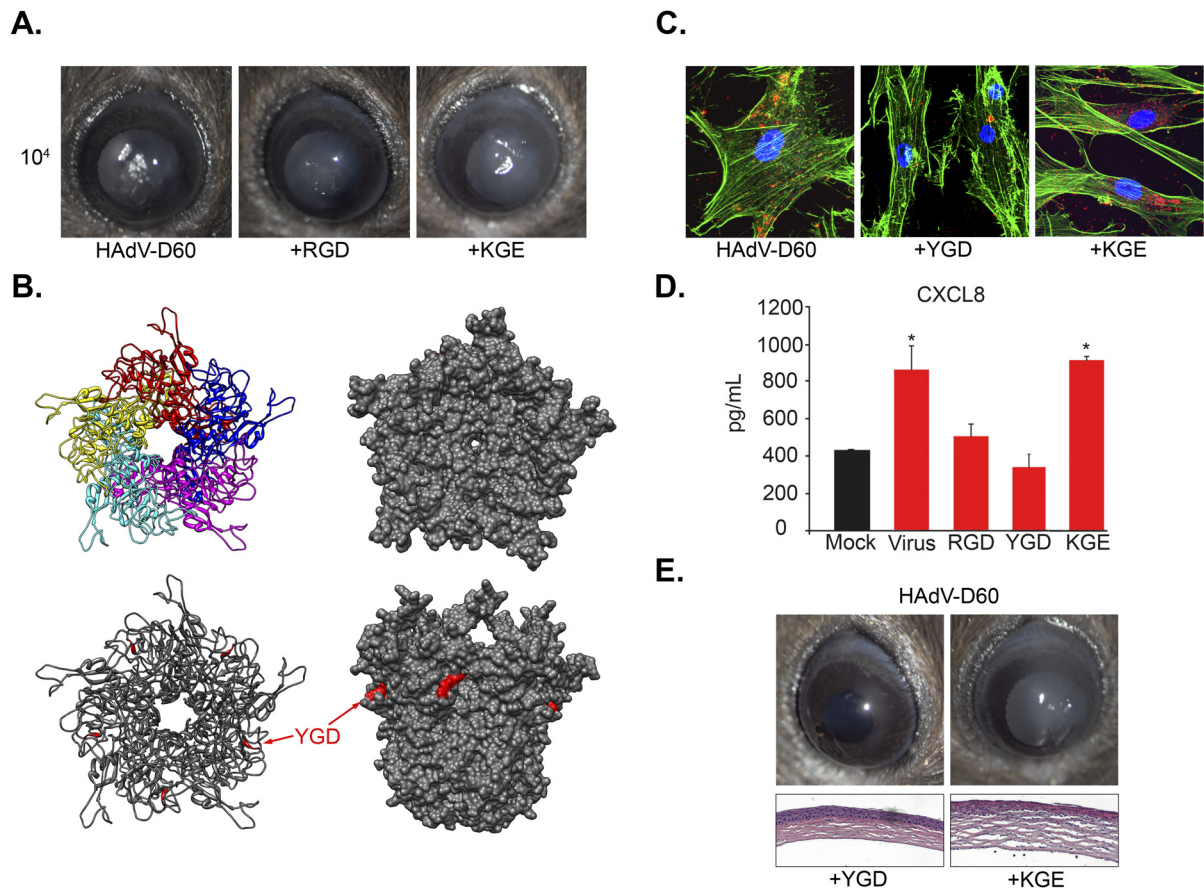 A.
10⁴
HAdV-D60 +RGD +KGE
B.
YGD
C.
HAdV-D60 +YGD +KGE
D.
CXCL8
pg/mL
1200
1000
800
600
400
200
0
Mock Virus RGD YGD KGE
* *
E.
HAdV-D60
+YGD +KGE